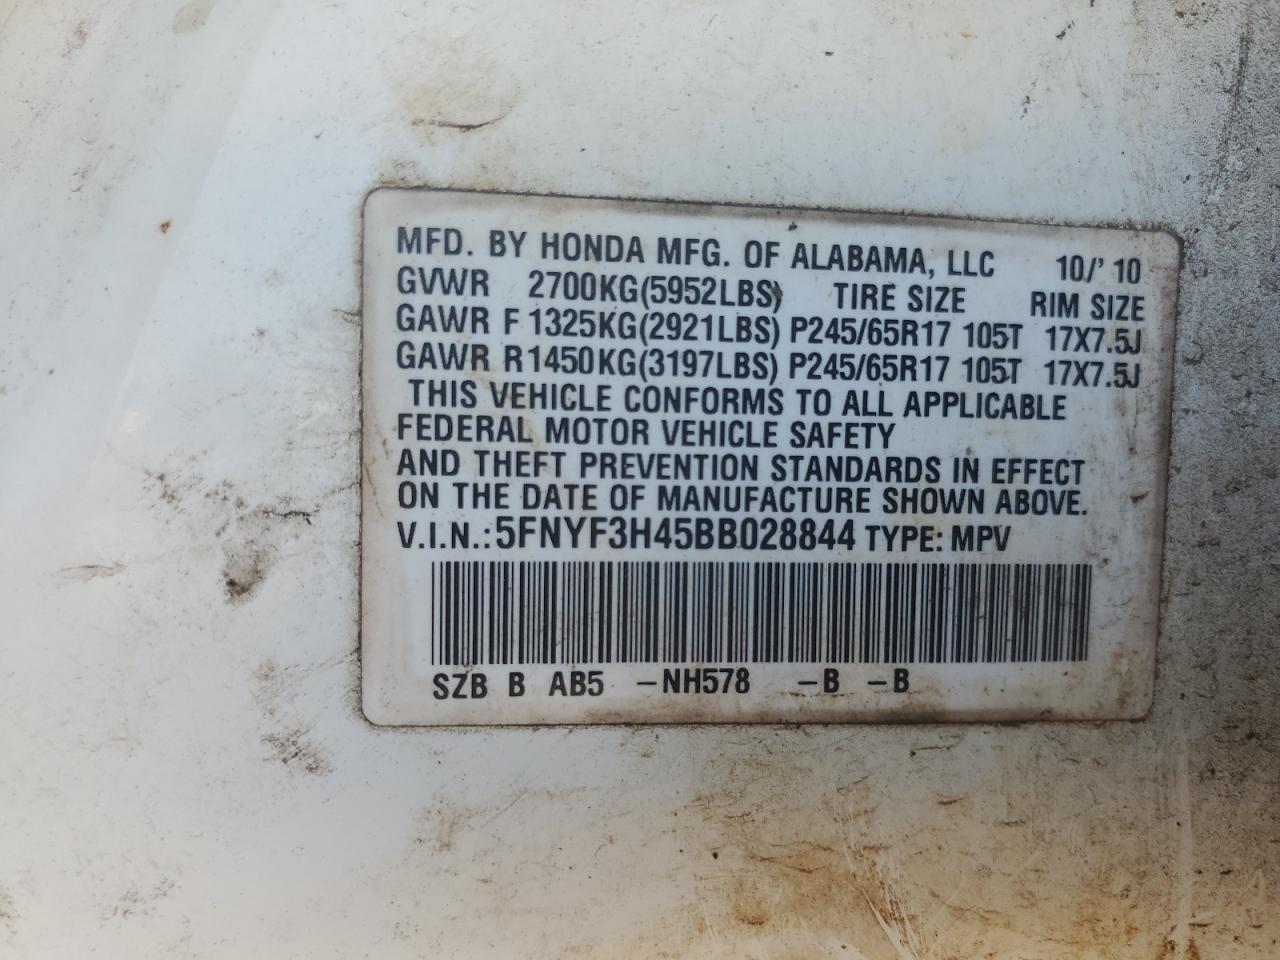 MFD. BY HONDA MFG. OF ALABAMA, LLC 10/'10
GVWR 2700KG(5952LBS) TIRE SIZE RIM SIZE
GAWR F 1325KG(2921LBS) P245/65R17 105T 17X7.5J
GAWR R 1450KG(3197LBS) P245/65R17 105T 17X7.5J
THIS VEHICLE CONFORMS TO ALL APPLICABLE
FEDERAL MOTOR VEHICLE SAFETY
AND THEFT PREVENTION STANDARDS IN EFFECT
ON THE DATE OF MANUFACTURE SHOWN ABOVE.
V.I.N.: 5FNYF3H45BB028844 TYPE: MPV
SZB B AB5 -NH578 -B -B